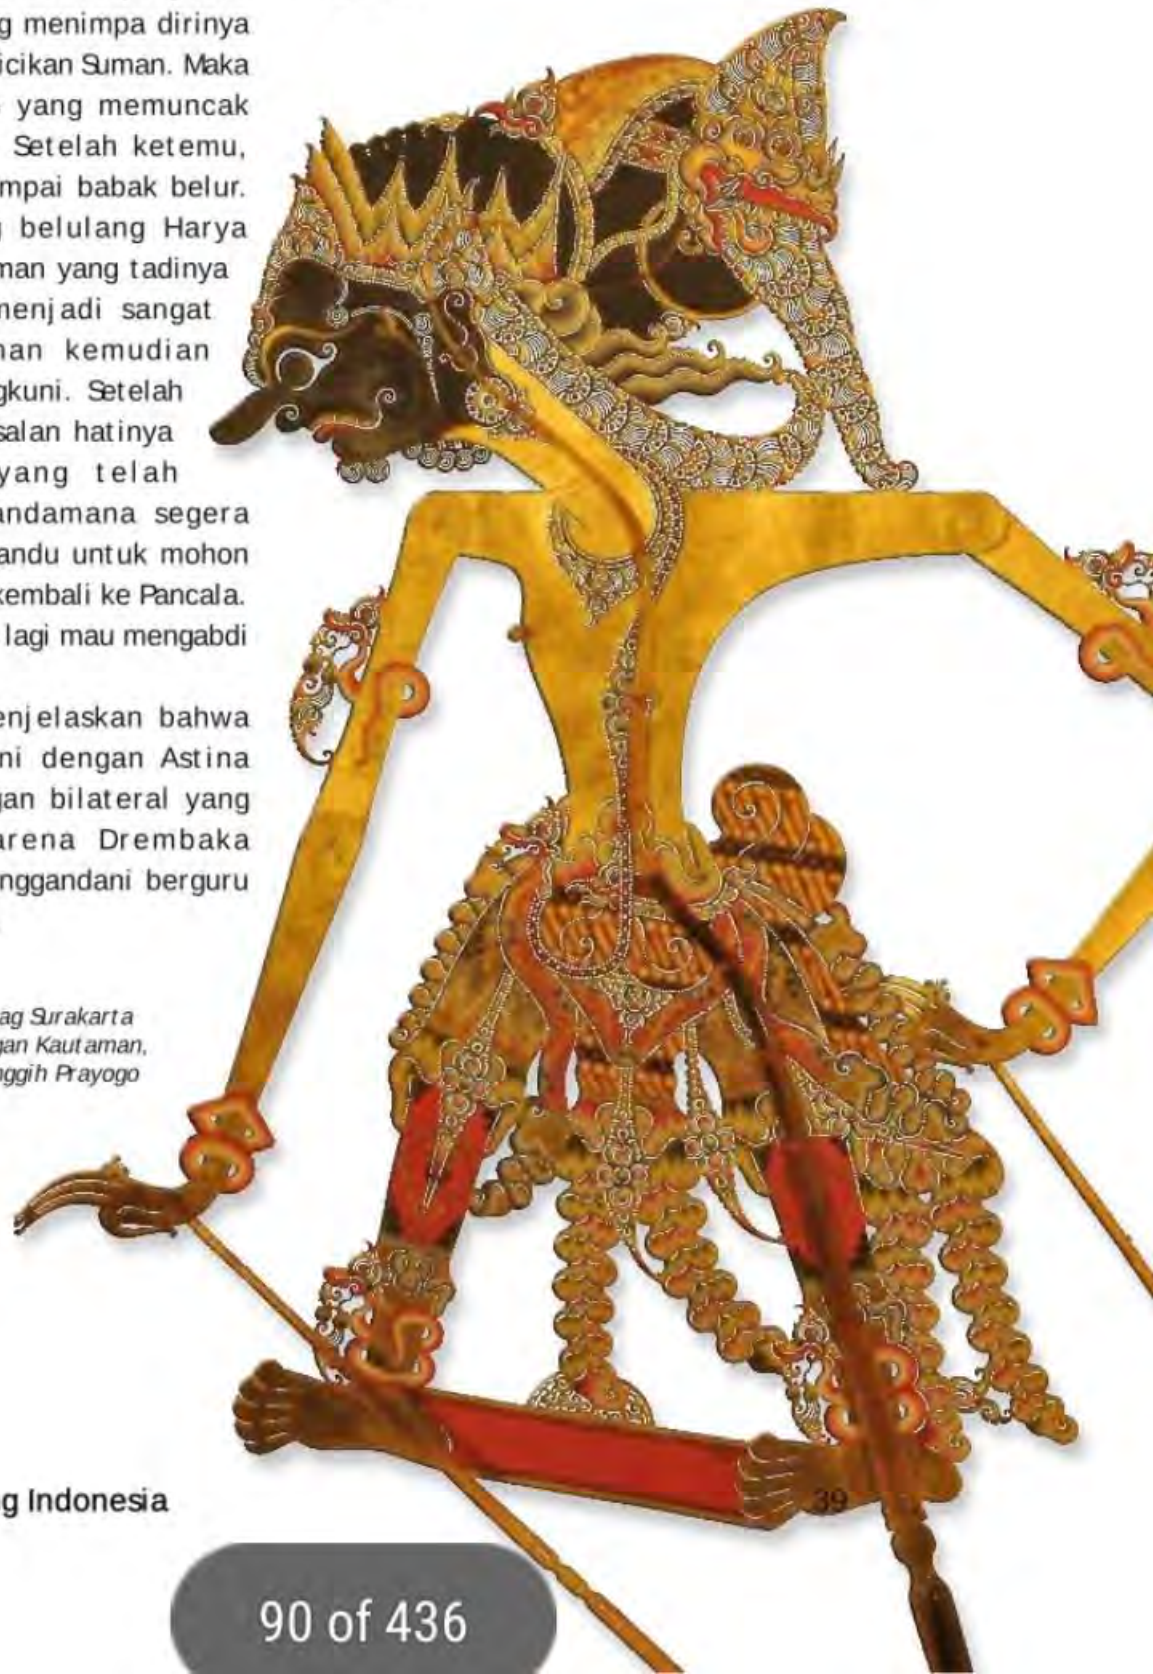 g menimpa dirinya
icikan Suman. Maka
yang memuncak
Setelah ketemu,
mpai babak belur.
belulang Harya
man yang tadinya
menjadi sangat
nan kemudian
gkuni. Setelah
salan hatinya
yang telah
andamana segera
andu untuk mohon
kembali ke Pancala.
lagi mau mengabdi
enjelaskan bahwa
ni dengan Astina
gan bilateral yang
arena Drembaka
nggandani berguru
ag Surakarta
gan Kautaman,
nggih Prayogo
39
g Indonesia
90 of 436